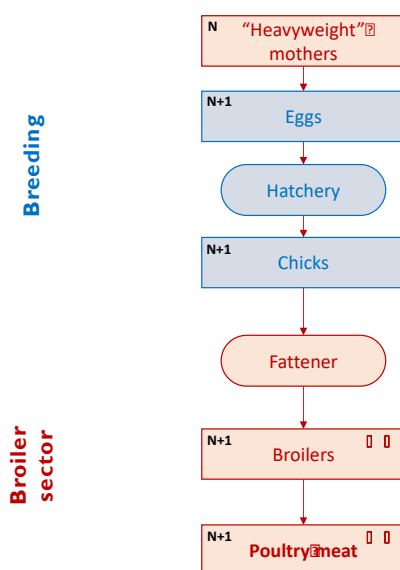 N "Heavyweight"
mothers
N+1
Eggs
Breeding
Hatchery
N+1
Chicks
Fattener
Broiler
sector
N+1
Broilers
N+1
Poultry meat